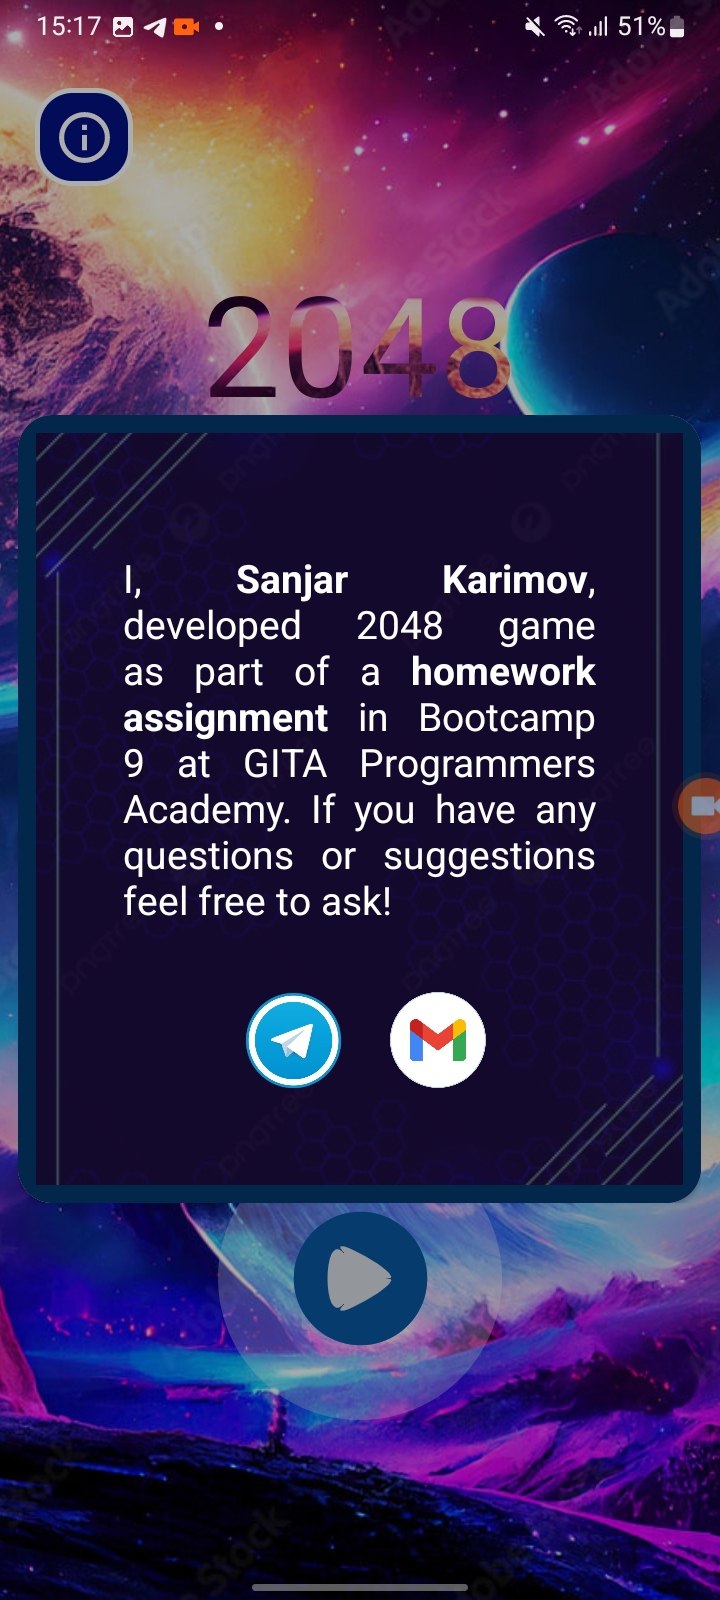 15:17
51%
2048
I, Sanjar Karimov,
developed 2048 game
as part of a homework
assignment in Bootcamp
9 at GITA Programmers
Academy. If you have any
questions or suggestions
feel free to ask!